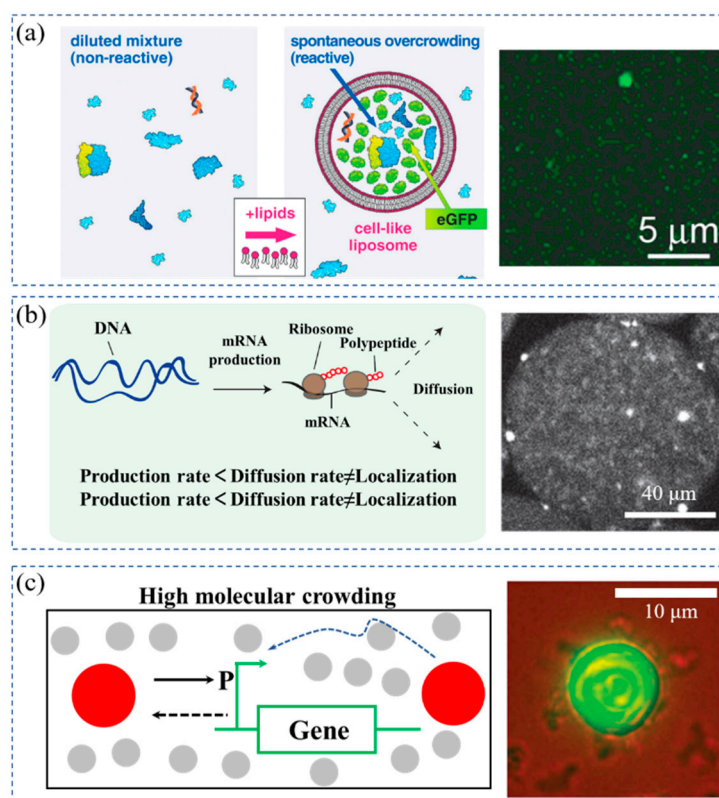 (a)
diluted mixture
(non-reactive)
spontaneous overcrowding
(reactive)
+lipids
cell-like
liposome
eGFP
5 μm
(b)
DNA
mRNA
production
Ribosome
Polypeptide
mRNA
Diffusion
Production rate < Diffusion rate≠Localization
Production rate < Diffusion rate≠Localization
40 μm
(c)
High molecular crowding
P
Gene
10 μm